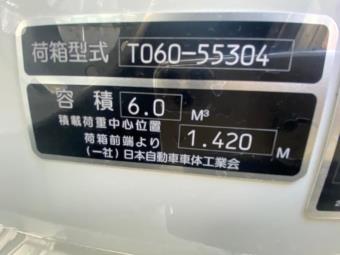 荷箱型式 T060-55304
容積 6.0 M³
積載荷重中心位置
荷箱前端より 1.420 M
(一社)日本自動車車体工業会